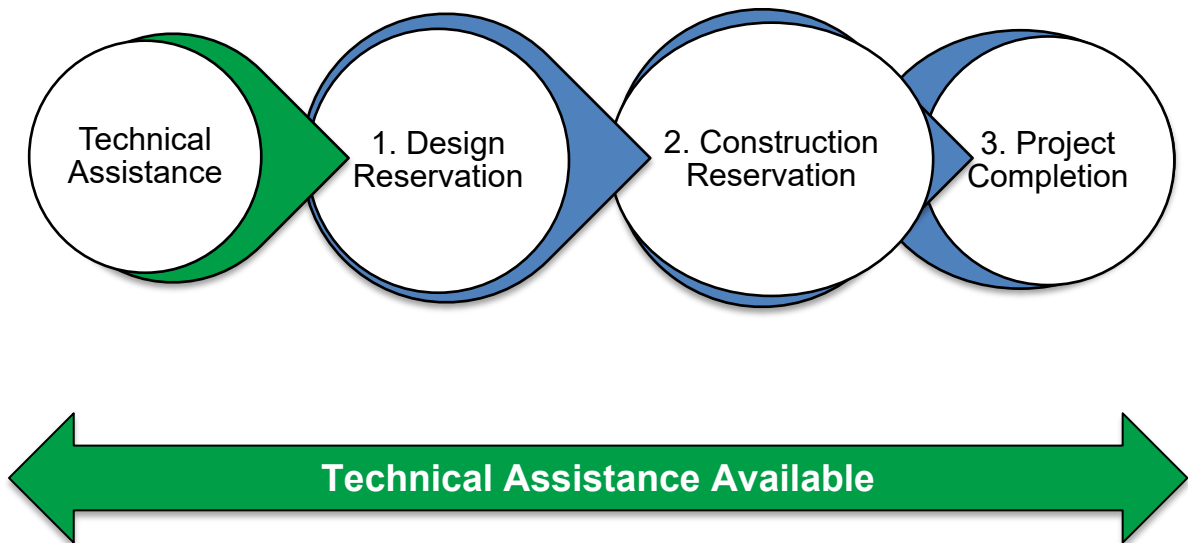 Technical
Assistance
1. Design
Reservation
2. Construction
Reservation
3. Project
Completion
Technical Assistance Available